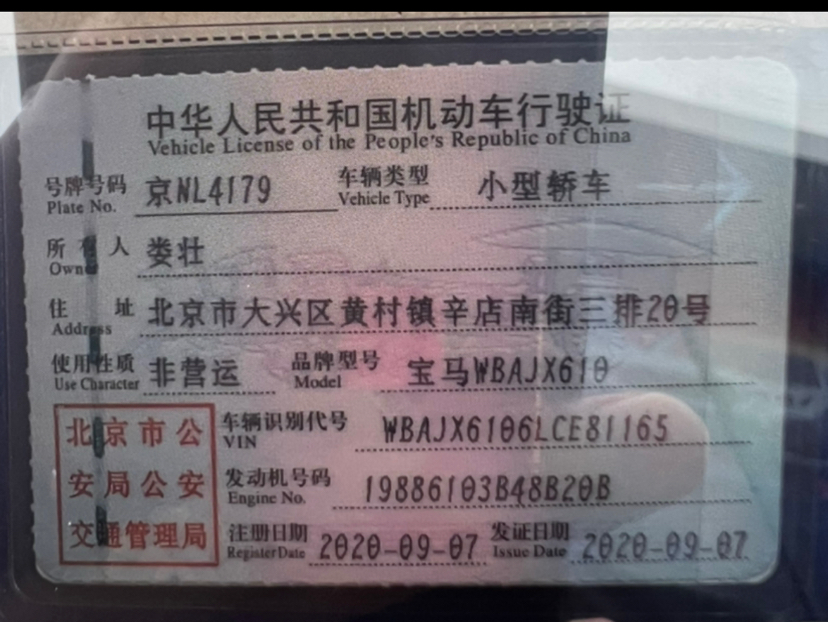 中华人民共和国机动车行驶证
Vehicle License of the People's Republic of China
号牌号码 京NL4179 车辆类型 小型轿车
Plate No. Vehicle Type
所有人 娄壮
Owner
住址 北京市大兴区黄村镇辛店南街三排20号
Address
使用性质 非营运 品牌型号 宝马WBAJX610
Use Character Model
北京市公 车辆识别代号 WBAJX6106LCE81165
VIN
安局公安 发动机号码 19886103B48B20B
Engine No.
交通管理局 注册日期 2020-09-07 发证日期 2020-09-07
Register Date Issue Date